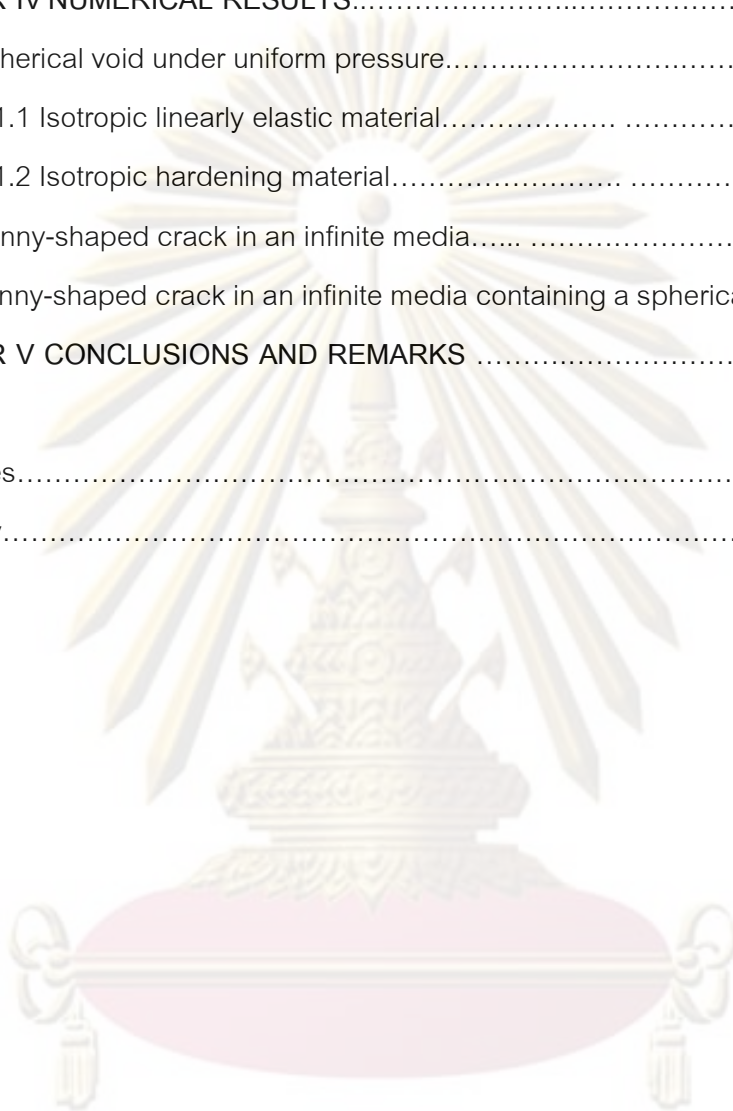 R IV NUMERICAL RESULTS..............................................
herical void under uniform pressure..............................
1.1 Isotropic linearly elastic material.................... .............
1.2 Isotropic hardening material......................... .............
nny-shaped crack in an infinite media...... .......................
nny-shaped crack in an infinite media containing a spherica
R V CONCLUSIONS AND REMARKS ................................
es......................................................................................
y........................................................................................